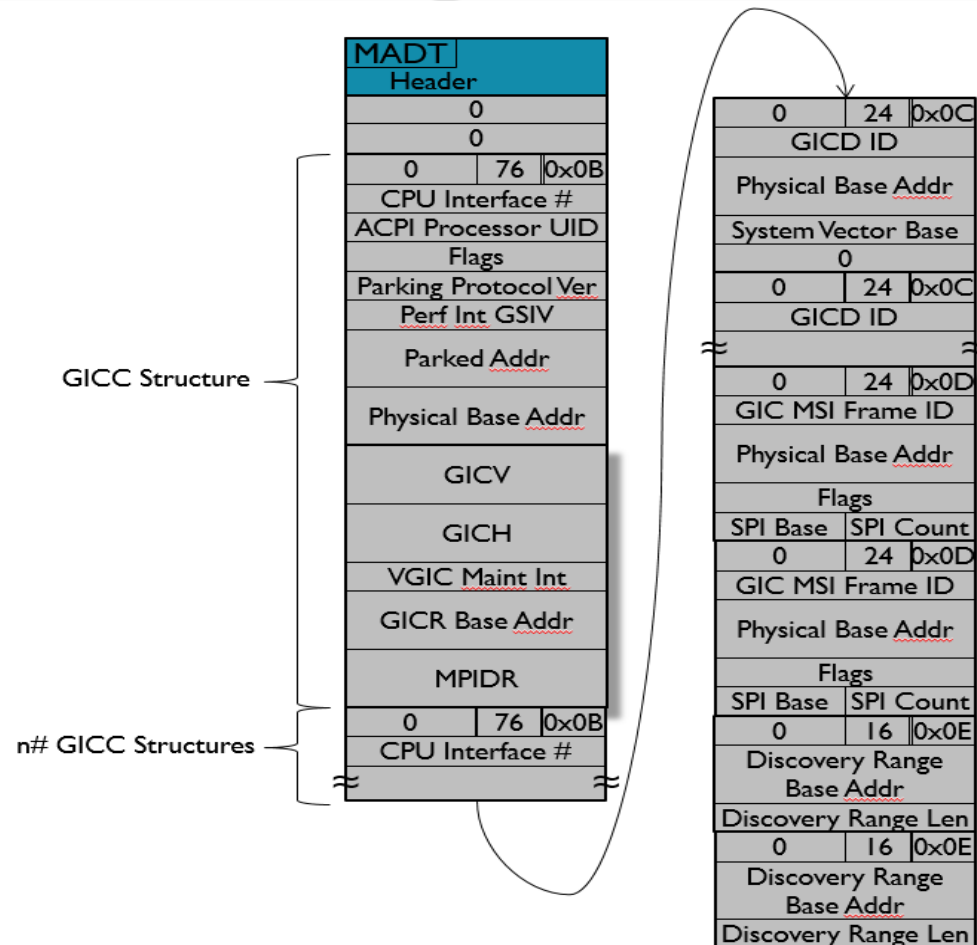 MADT
Header
0
0
0 76 0x0B
CPU Interface #
ACPI Processor UID
Flags
Parking Protocol Ver
Perf Int GSIV
Parked Addr
Physical Base Addr
GICV
GICH
VGIC Maint Int
GICR Base Addr
MPIDR
0 76 0x0B
CPU Interface #
GICC Structure
n# GICC Structures
0 24 0x0C
GICD ID
Physical Base Addr
System Vector Base
0
0 24 0x0C
GICD ID
0 24 0x0D
GIC MSI Frame ID
Physical Base Addr
Flags
SPI Base SPI Count
0 24 0x0D
GIC MSI Frame ID
Physical Base Addr
Flags
SPI Base SPI Count
0 16 0x0E
Discovery Range
Base Addr
Discovery Range Len
0 16 0x0E
Discovery Range
Base Addr
Discovery Range Len